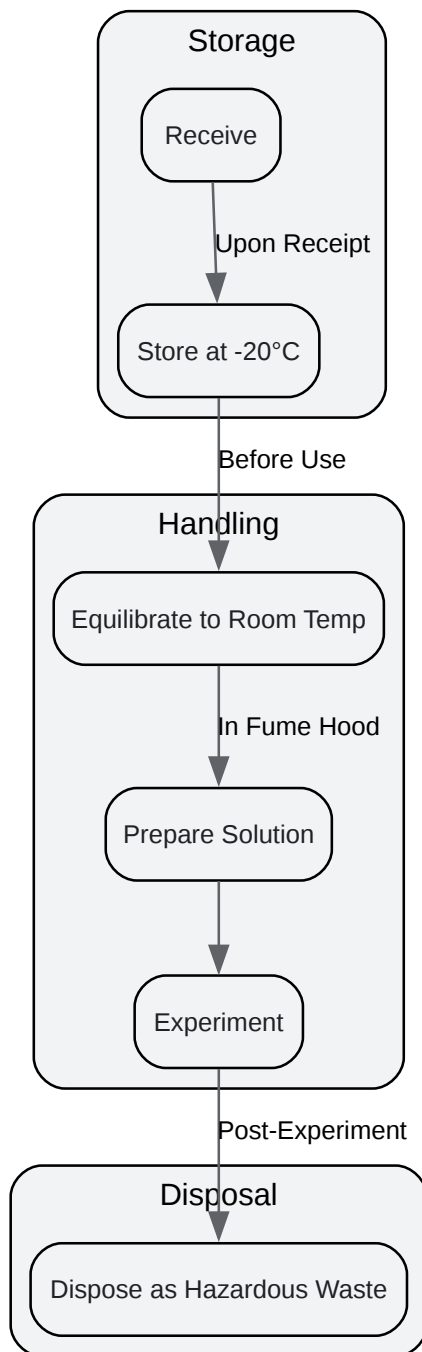 Storage
Receive
Upon Receipt
Store at -20°C
Before Use
Handling
Equilibrate to Room Temp
In Fume Hood
Prepare Solution
Experiment
Post-Experiment
Disposal
Dispose as Hazardous Waste